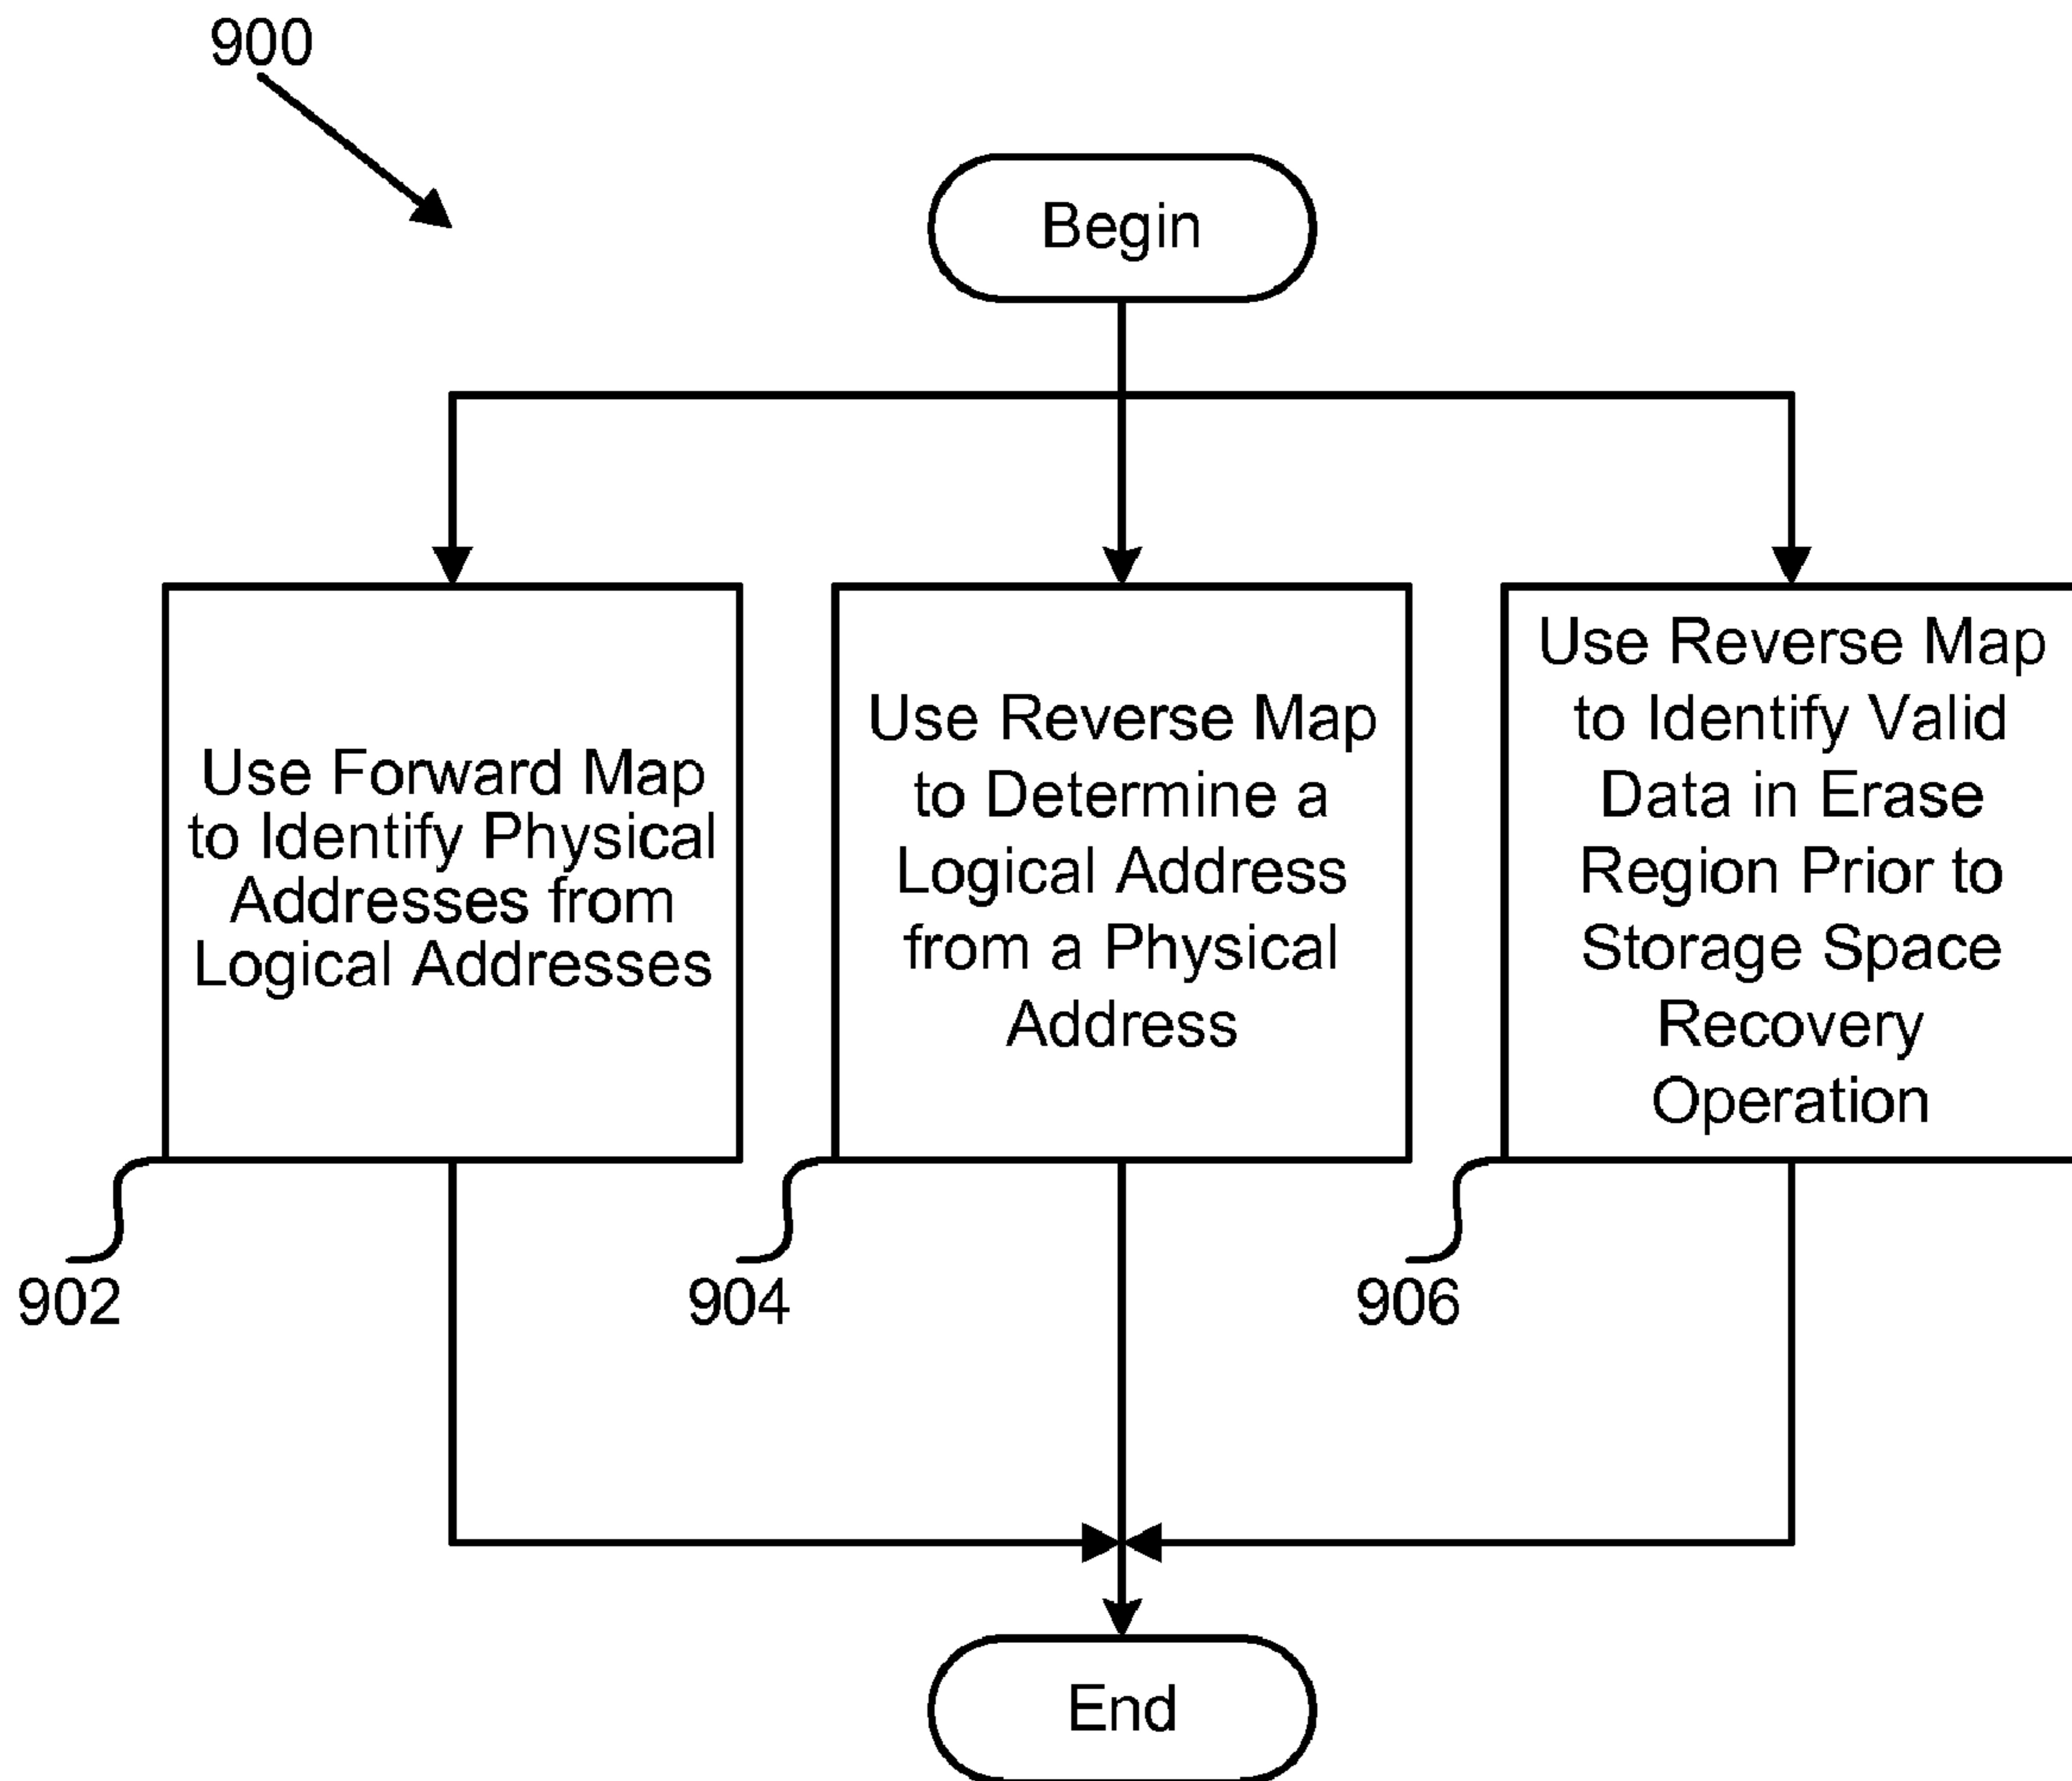 900
Begin
Use Forward Map
to Identify Physical
Addresses from
Logical Addresses
Use Reverse Map
to Determine a
Logical Address
from a Physical
Address
Use Reverse Map
to Identify Valid
Data in Erase
Region Prior to
Storage Space
Recovery
Operation
902
904
906
End